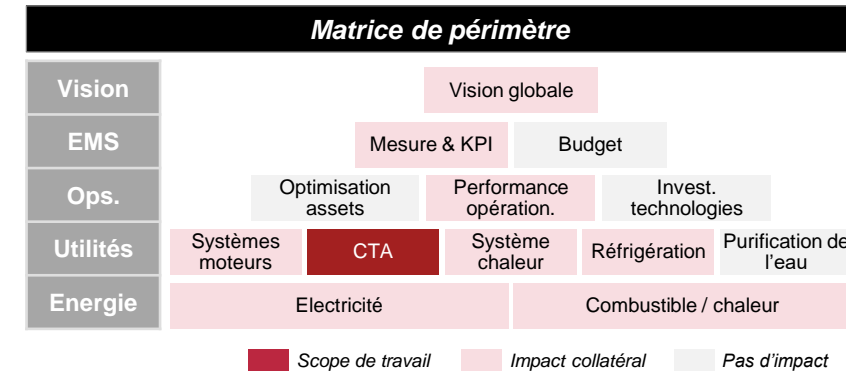 Matrice de périmètre
Vision
Vision globale
EMS
Mesure & KPI
Budget
Ops.
Optimisation
assets
Performance
opération.
Invest.
technologies
Utilités
Systèmes
moteurs
CTA
Système
chaleur
Réfrigération
Purification de
l'eau
Energie
Electricité
Combustible / chaleur
Scope de travail
Impact collatéral
Pas d'impact